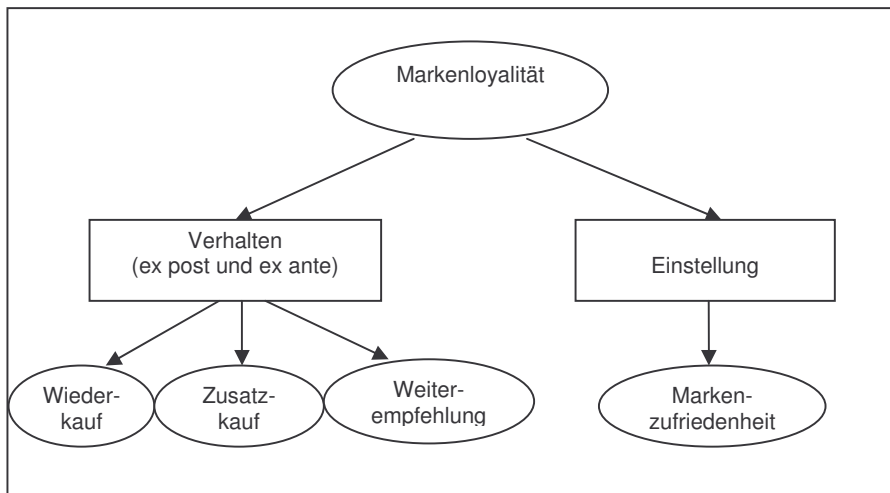 Markenloyalität
Verhalten
(ex post und ex ante)
Einstellung
Wieder-
kauf
Zusatz-
kauf
Weiter-
empfehlung
Marken-
zufriedenheit